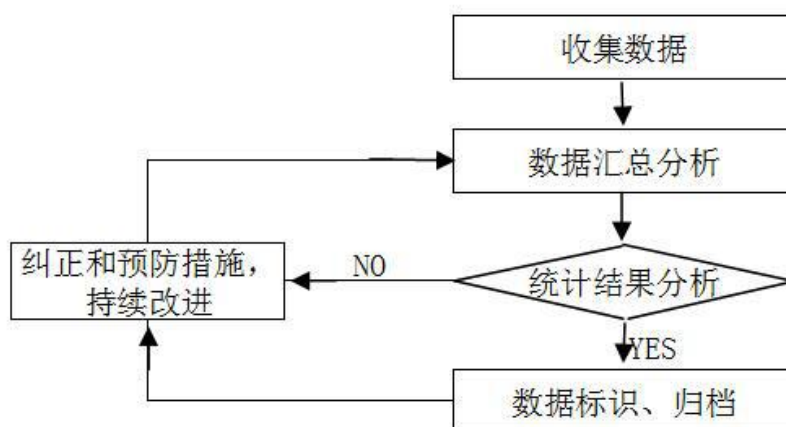 收集数据
数据汇总分析
纠正和预防措施，
持续改进
NO
统计结果分析
YES
数据标识、归档